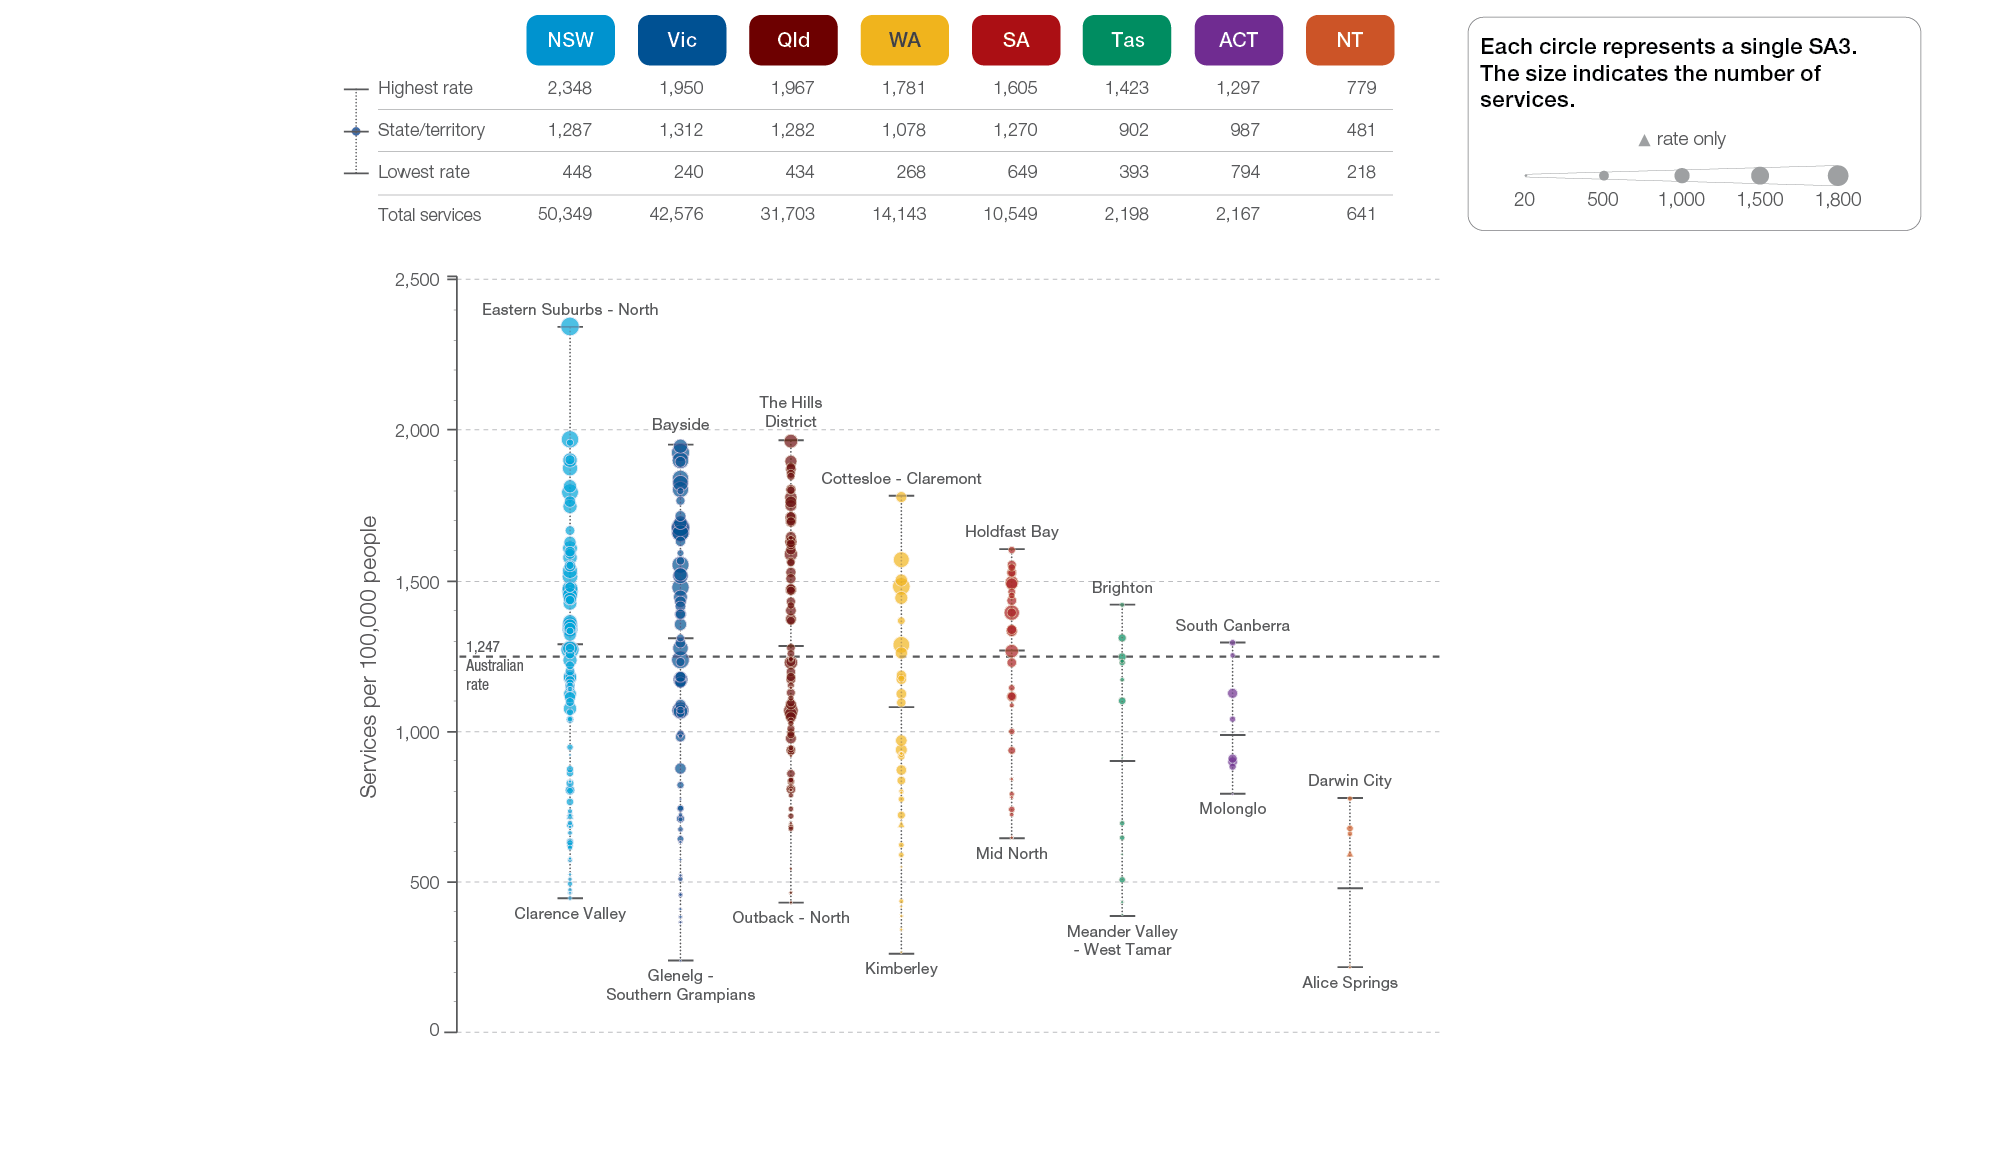 NSW Vic Qld WA SA Tas ACT NT
Highest rate 2,348 1,950 1,967 1,781 1,605 1,423 1,297 779
State/territory 1,287 1,312 1,282 1,078 1,270 902 987 481
Lowest rate 448 240 434 268 649 393 794 218
Total services 50,349 42,576 31,703 14,143 10,549 2,198 2,167 641
Each circle represents a single SA3.
The size indicates the number of
services.
▲ rate only
20 500 1,000 1,500 1,800
Services per 100,000 people
2,500
2,000
1,500
1,000
500
0
1,247
Australian
rate
Eastern Suburbs - North
Clarence Valley
Bayside
Glenelg -
Southern Grampians
The Hills
District
Outback - North
Cottesloe - Claremont
Kimberley
Holdfast Bay
Mid North
Brighton
Meander Valley
- West Tamar
South Canberra
Molonglo
Darwin City
Alice Springs